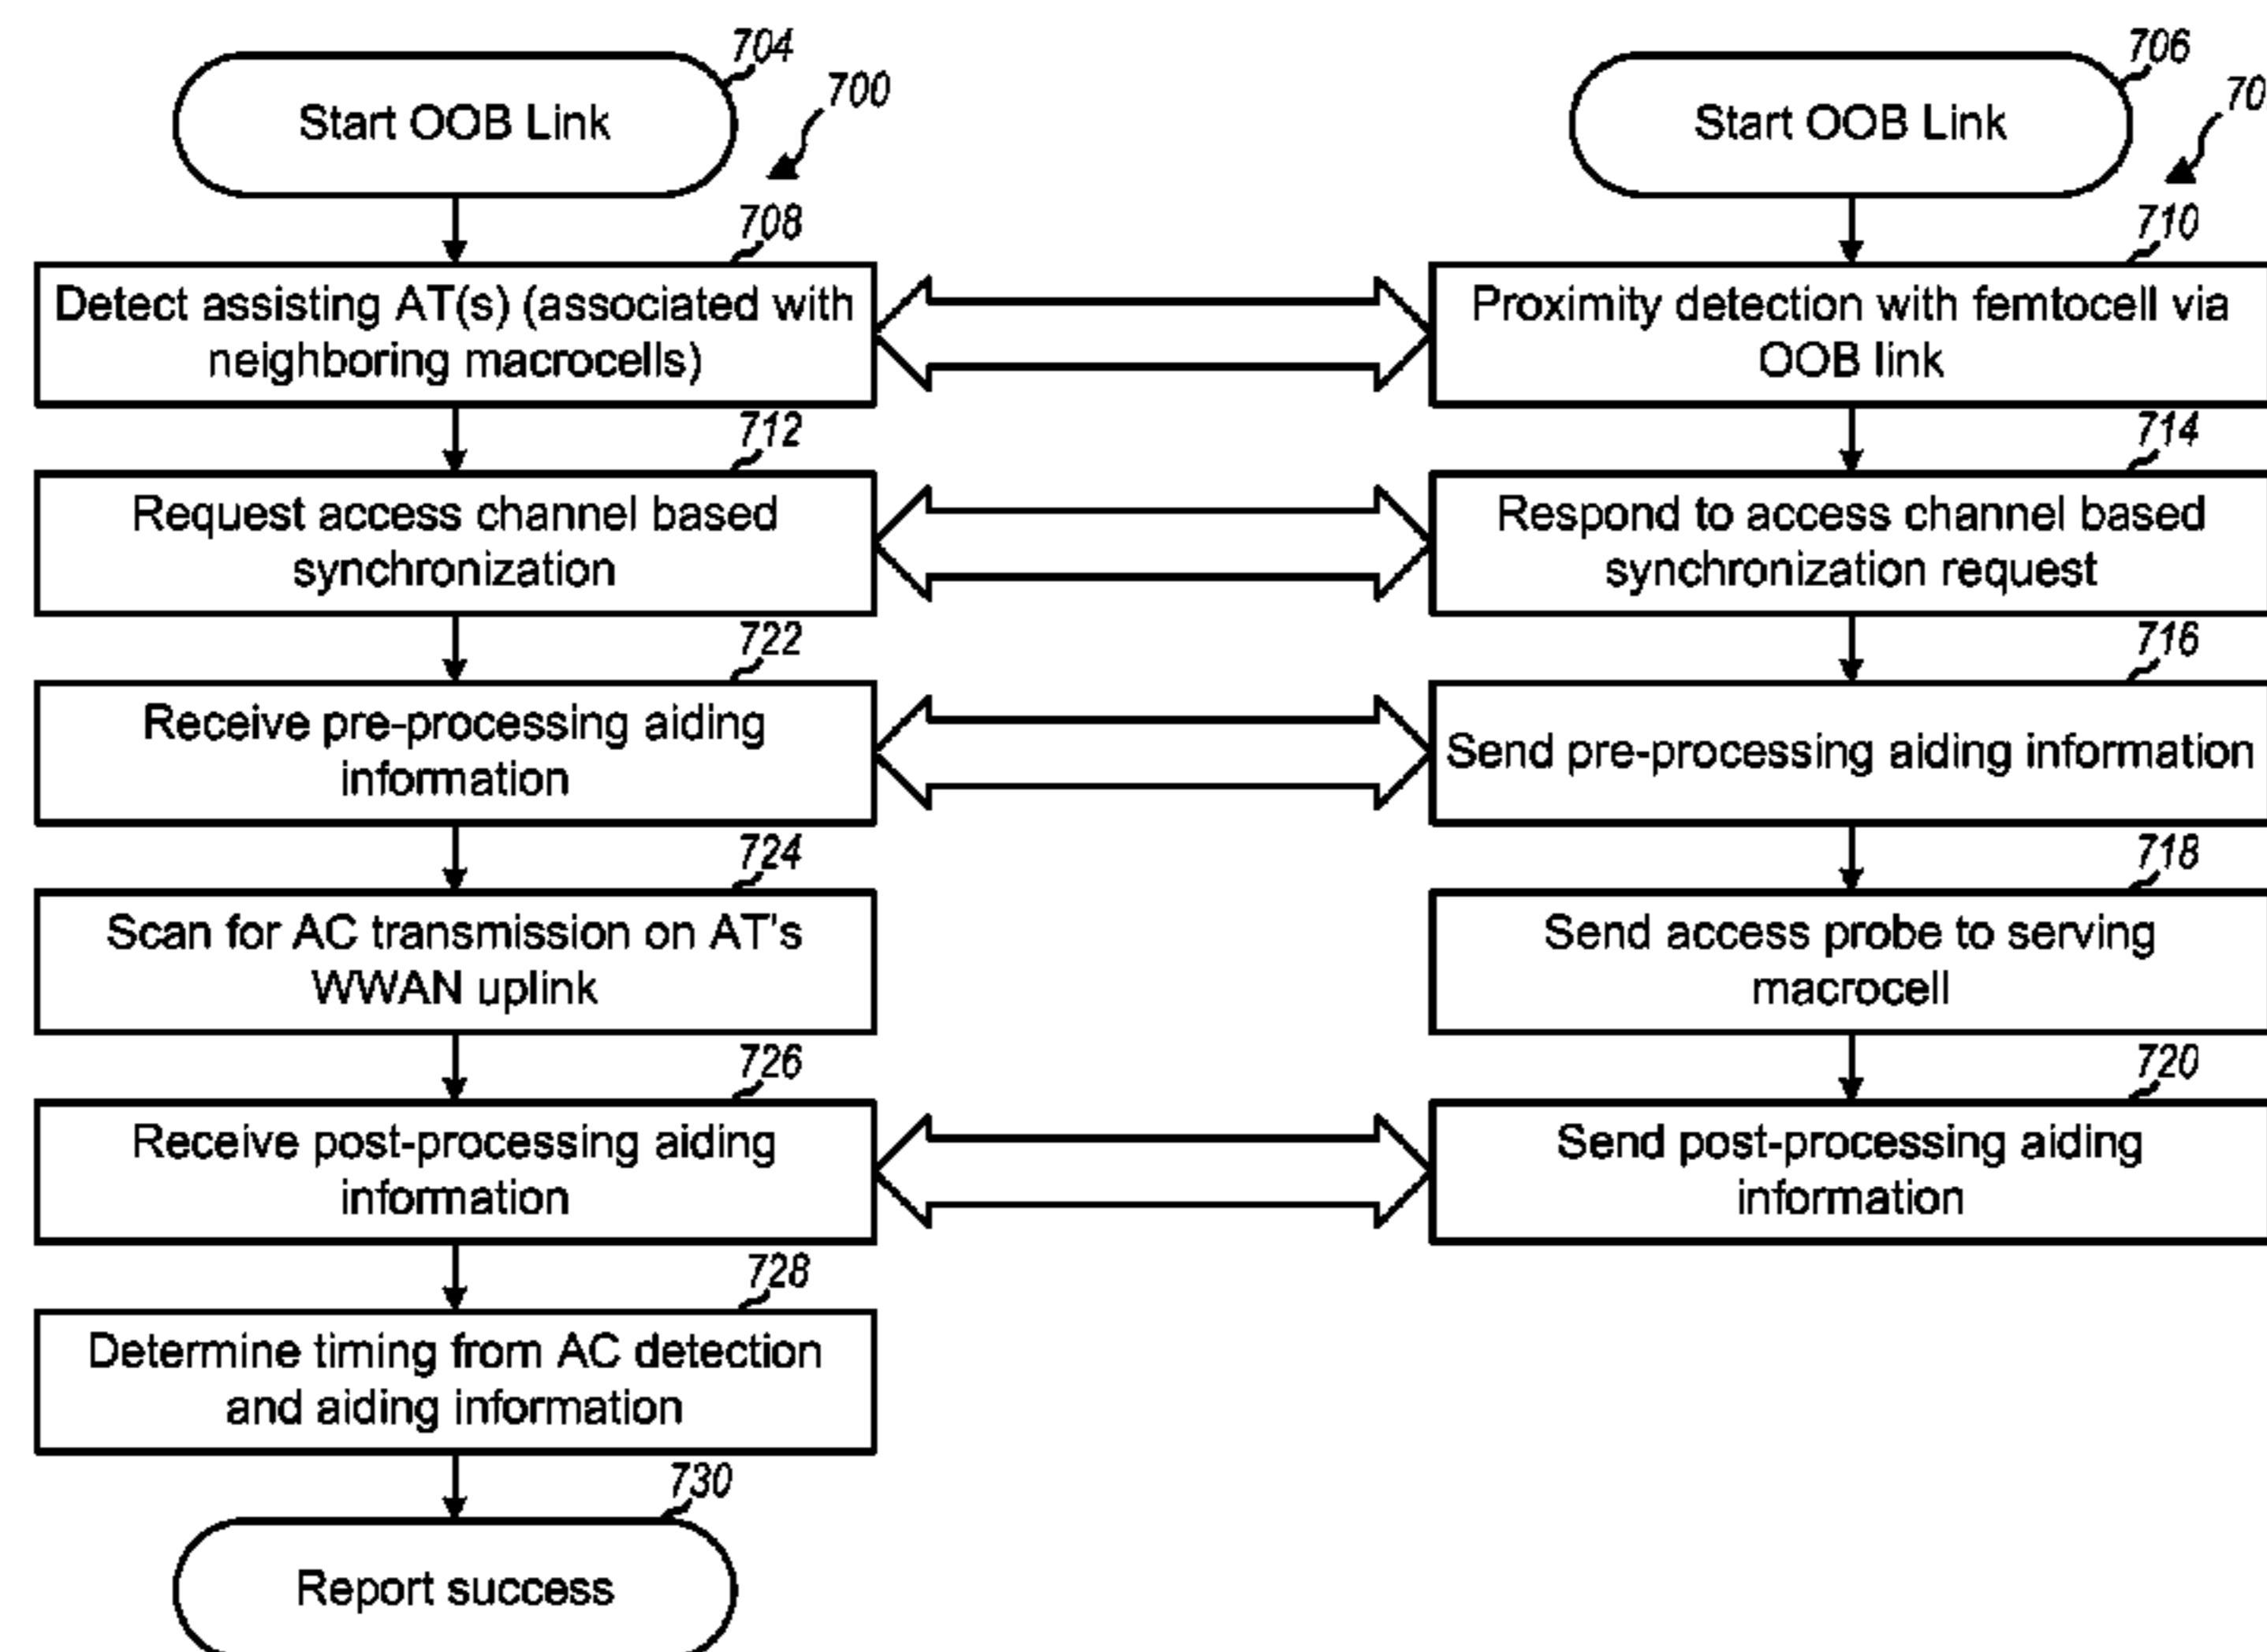 704
700
Start OOB Link
708
Detect assisting AT(s) (associated with
neighboring macrocells)
712
Request access channel based
synchronization
722
Receive pre-processing aiding
information
724
Scan for AC transmission on AT's
WWAN uplink
726
Receive post-processing aiding
information
728
Determine timing from AC detection
and aiding information
730
Report success
706
70
Start OOB Link
710
Proximity detection with femtocell via
OOB link
714
Respond to access channel based
synchronization request
716
Send pre-processing aiding information
718
Send access probe to serving
macrocell
720
Send post-processing aiding
information